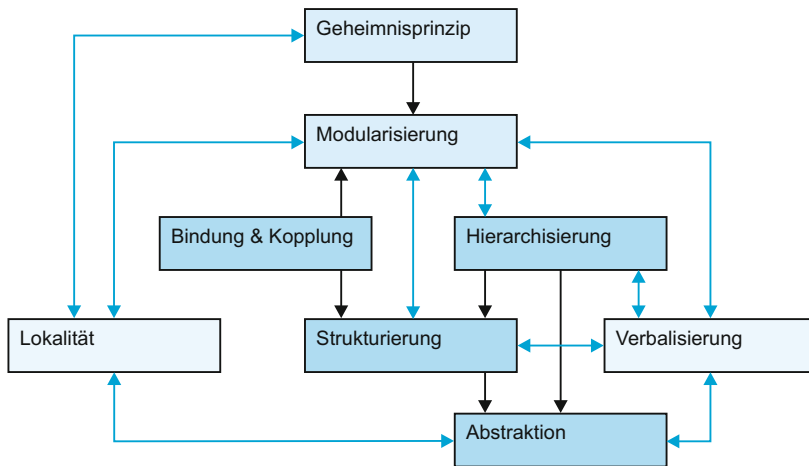 Geheimnisprinzip
Modularisierung
Bindung & Kopplung
Hierarchisierung
Lokalität
Strukturierung
Verbalisierung
Abstraktion